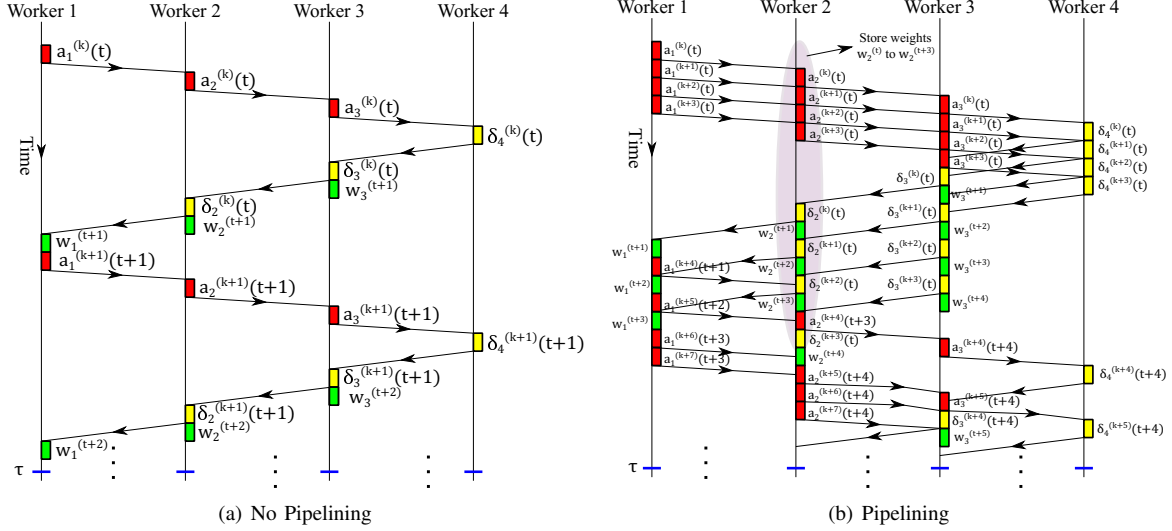 Worker 1 Worker 2 Worker 3 Worker 4
a₁⁽ᵏ⁾(t)
a₂⁽ᵏ⁾(t)
a₃⁽ᵏ⁾(t)
δ₄⁽ᵏ⁾(t)
Time
δ₃⁽ᵏ⁾(t)
w₃⁽ᵗ⁺¹⁾
δ₂⁽ᵏ⁾(t)
w₂⁽ᵗ⁺¹⁾
w₁⁽ᵗ⁺¹⁾
a₁⁽ᵏ⁺¹⁾(t+1)
a₂⁽ᵏ⁺¹⁾(t+1)
a₃⁽ᵏ⁺¹⁾(t+1)
δ₄⁽ᵏ⁺¹⁾(t+1)
δ₃⁽ᵏ⁺¹⁾(t+1)
w₃⁽ᵗ⁺²⁾
δ₂⁽ᵏ⁺¹⁾(t+1)
w₂⁽ᵗ⁺²⁾
w₁⁽ᵗ⁺²⁾
τ
(a) No Pipelining
Worker 1 Worker 2 Worker 3 Worker 4
Store weights
w₂⁽ᵗ⁾ to w₂⁽ᵗ⁺³⁾
a₁⁽ᵏ⁾(t)
a₁⁽ᵏ⁺¹⁾(t)
a₁⁽ᵏ⁺²⁾(t)
a₁⁽ᵏ⁺³⁾(t)
a₂⁽ᵏ⁾(t)
a₂⁽ᵏ⁺¹⁾(t)
a₂⁽ᵏ⁺²⁾(t)
a₂⁽ᵏ⁺³⁾(t)
a₃⁽ᵏ⁾(t)
a₃⁽ᵏ⁺¹⁾(t)
a₃⁽ᵏ⁺²⁾(t)
a₃⁽ᵏ⁺³⁾(t)
δ₄⁽ᵏ⁾(t)
δ₄⁽ᵏ⁺¹⁾(t)
δ₄⁽ᵏ⁺²⁾(t)
δ₄⁽ᵏ⁺³⁾(t)
Time
δ₃⁽ᵏ⁾(t)
w₃⁽ᵗ⁺¹⁾
δ₃⁽ᵏ⁺¹⁾(t)
w₃⁽ᵗ⁺²⁾
δ₃⁽ᵏ⁺²⁾(t)
w₃⁽ᵗ⁺³⁾
δ₃⁽ᵏ⁺³⁾(t)
w₃⁽ᵗ⁺⁴⁾
δ₂⁽ᵏ⁾(t)
w₂⁽ᵗ⁺¹⁾
δ₂⁽ᵏ⁺¹⁾(t)
w₂⁽ᵗ⁺²⁾
δ₂⁽ᵏ⁺²⁾(t)
w₂⁽ᵗ⁺³⁾
a₂⁽ᵏ⁺⁴⁾(t+3)
δ₂⁽ᵏ⁺³⁾(t)
w₂⁽ᵗ⁺⁴⁾
a₂⁽ᵏ⁺⁵⁾(t+4)
a₂⁽ᵏ⁺⁶⁾(t+4)
a₂⁽ᵏ⁺⁷⁾(t+4)
w₁⁽ᵗ⁺¹⁾
a₁⁽ᵏ⁺⁴⁾(t+1)
w₁⁽ᵗ⁺²⁾
a₁⁽ᵏ⁺⁵⁾(t+2)
w₁⁽ᵗ⁺³⁾
a₁⁽ᵏ⁺⁶⁾(t+3)
a₁⁽ᵏ⁺⁷⁾(t+3)
a₃⁽ᵏ⁺⁴⁾(t+4)
δ₄⁽ᵏ⁺⁴⁾(t+4)
a₃⁽ᵏ⁺⁵⁾(t+4)
δ₃⁽ᵏ⁺⁴⁾(t+4)
w₃⁽ᵗ⁺⁵⁾
δ₄⁽ᵏ⁺⁵⁾(t+4)
τ
(b) Pipelining